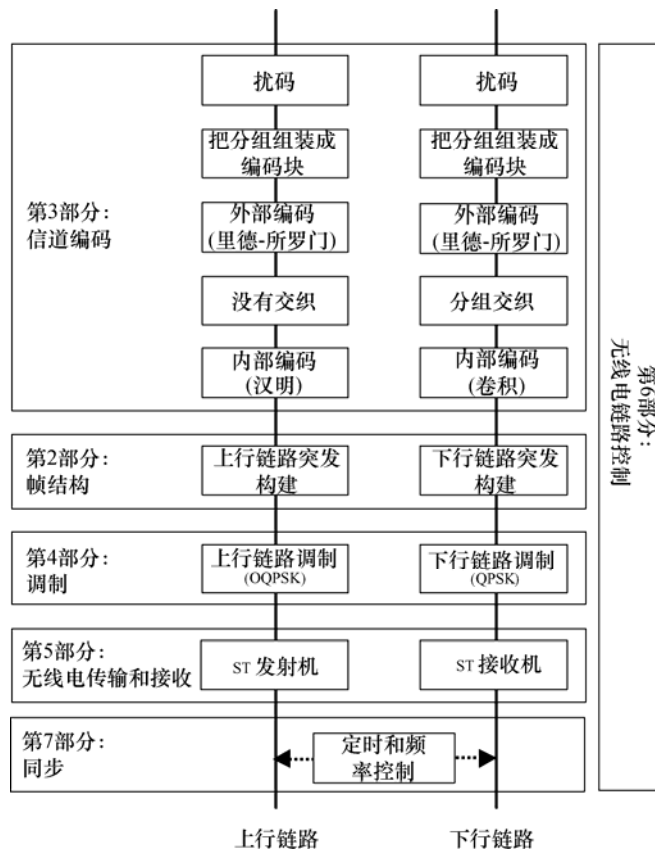 扰码
扰码
把分组组装成
编码块
把分组组装成
编码块
第3部分：
信道编码
外部编码
(里德-所罗门)
外部编码
(里德-所罗门)
没有交织
分组交织
内部编码
(汉明)
内部编码
(卷积)
第6部分：
无线电链路控制
第2部分：
帧结构
上行链路突发
构建
下行链路突发
构建
第4部分：
调制
上行链路调制
(OQPSK)
下行链路调制
(QPSK)
第5部分：
无线电传输和接收
ST 发射机
ST 接收机
第7部分：
同步
定时和频
率控制
上行链路
下行链路